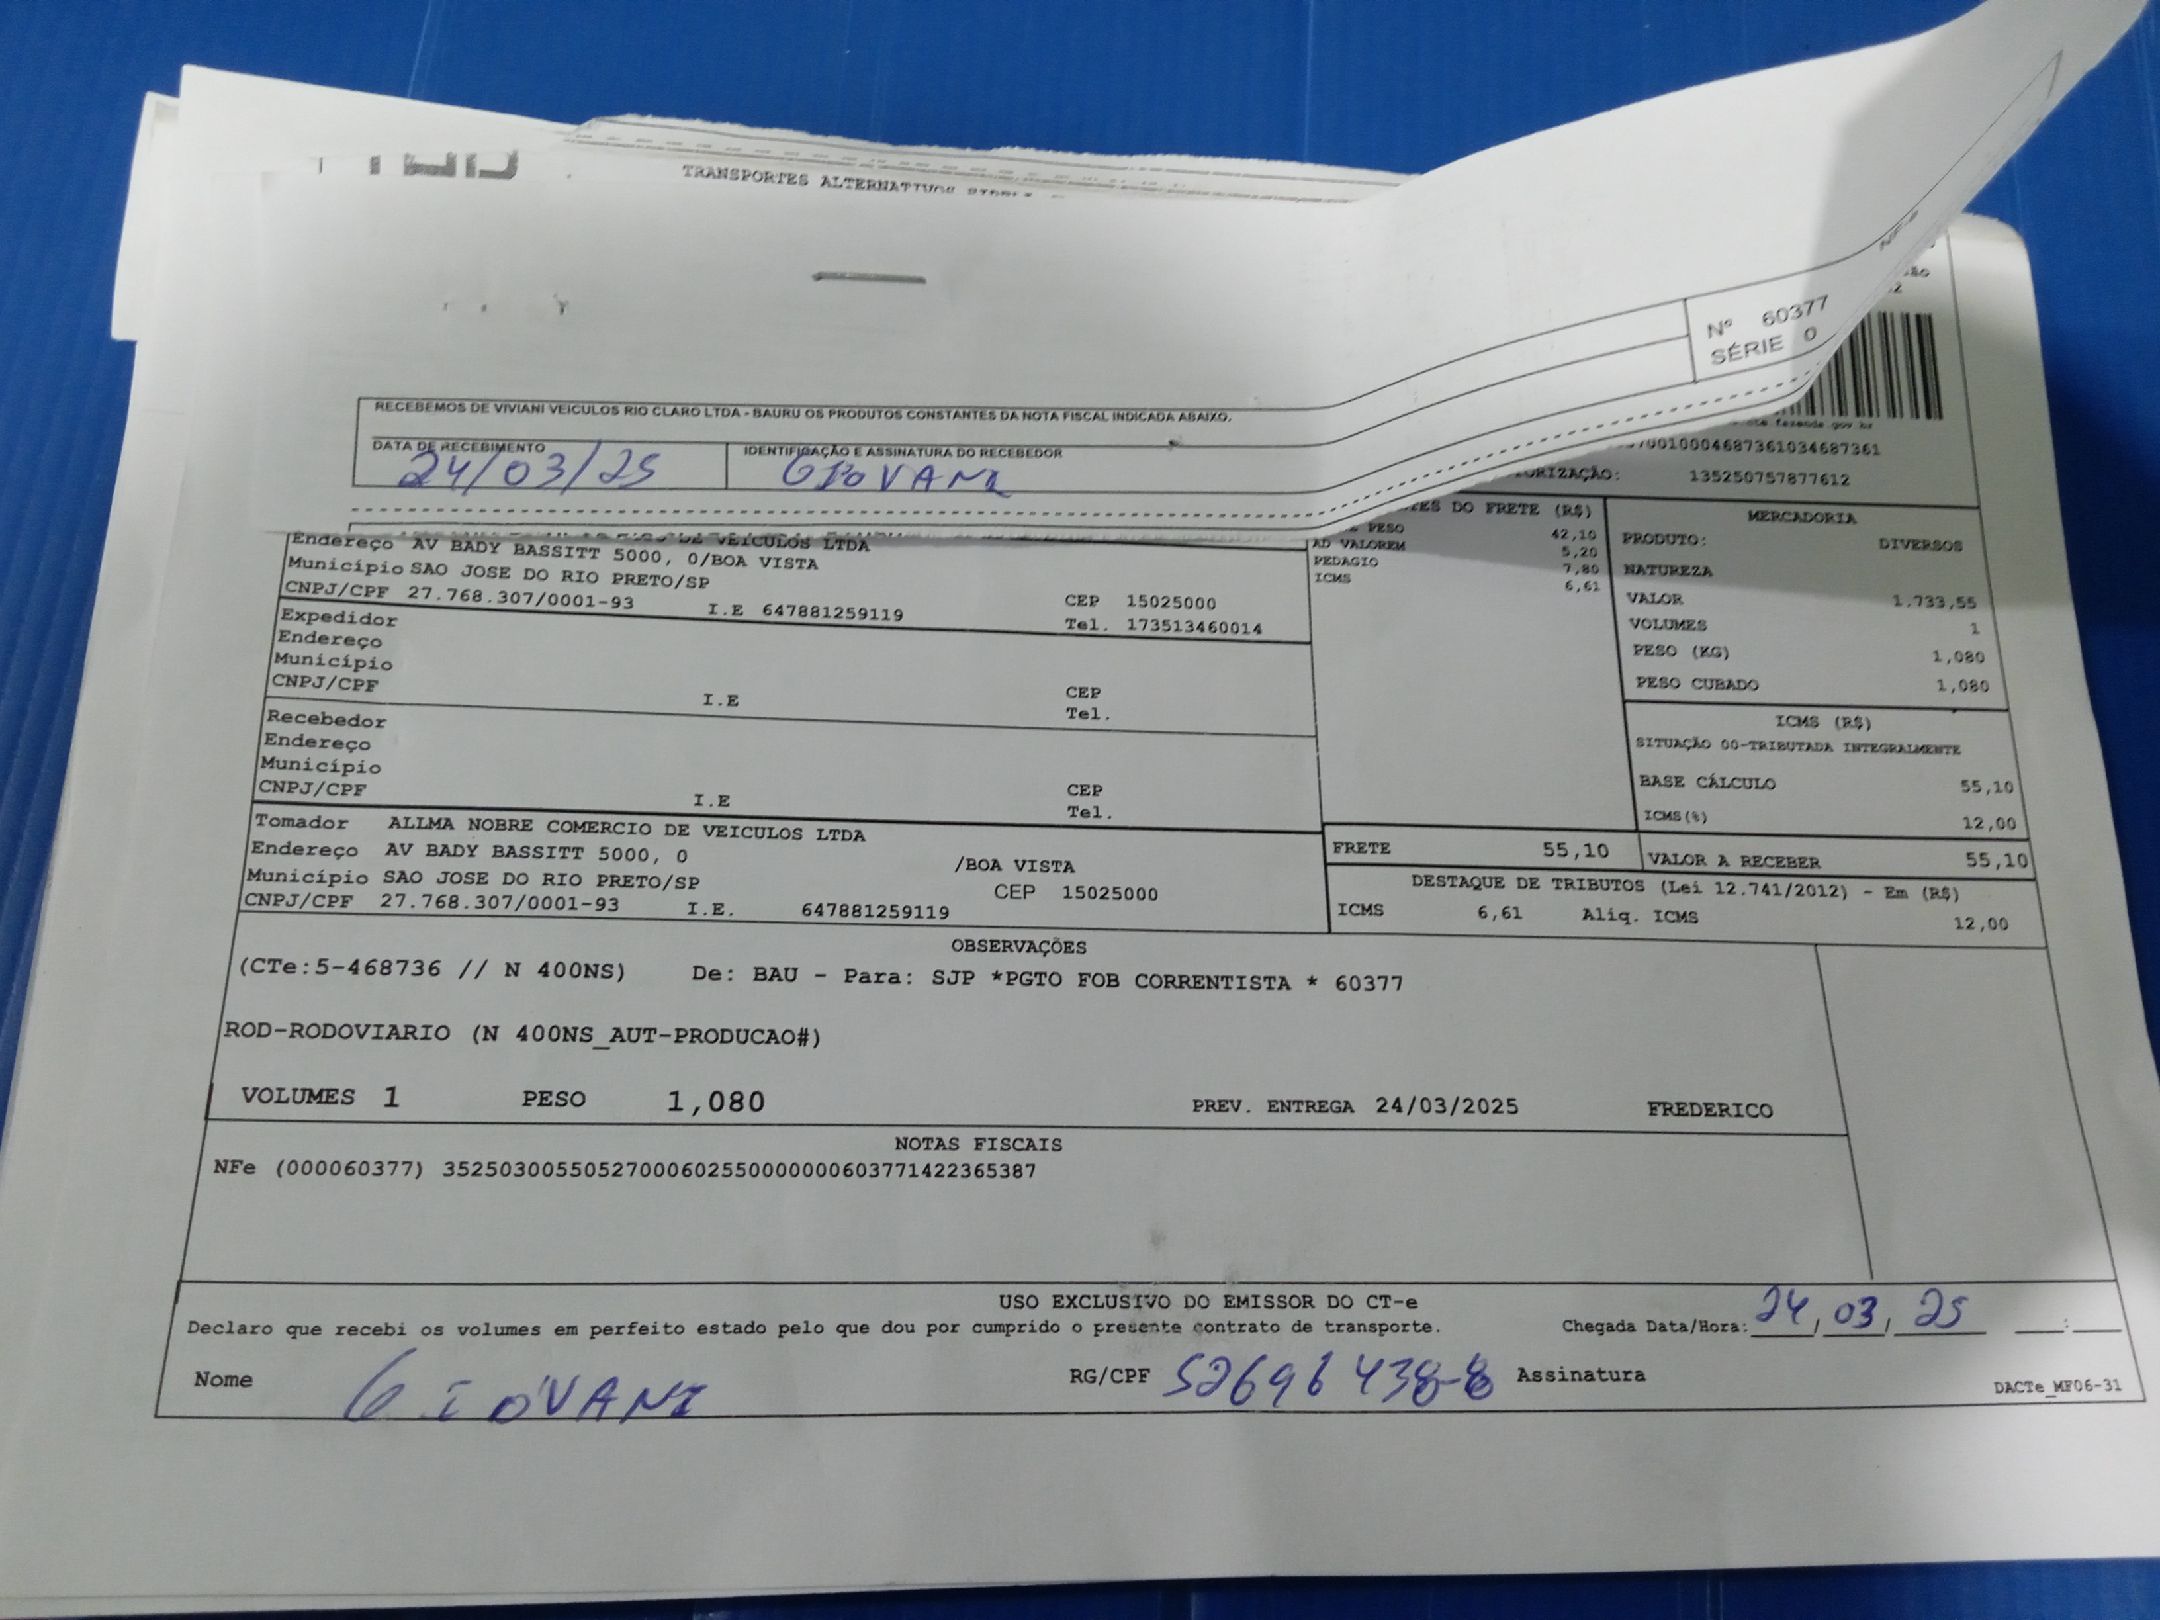 TRANSPORTES ALTERNATIVOS
Nº 60377
SÉRIE 0
RECEBEMOS DE VIVIANI VEICULOS RIO CLARO LTDA - BAURU OS PRODUTOS CONSTANTES DA NOTA FISCAL INDICADA ABAIXO.
DATA DE RECEBIMENTO IDENTIFICAÇÃO E ASSINATURA DO RECEBEDOR
24/03/25 GIOVANI
135250757877612
DO FRETE (R$)
PESO 42,10
AD VALOREM 5,20
PEDAGIO 7,80
ICMS 6,61
MERCADORIA
PRODUTO: DIVERSOS
NATUREZA
VALOR 1.733,55
VOLUMES 1
PESO (KG) 1,080
PESO CUBADO 1,080
ICMS (R$)
SITUAÇÃO 00-TRIBUTADA INTEGRALMENTE
BASE CÁLCULO 55,10
ICMS(%) 12,00
DE VEICULOS LTDA
Endereço AV BADY BASSITT 5000, 0/BOA VISTA
Município SAO JOSE DO RIO PRETO/SP
CNPJ/CPF 27.768.307/0001-93 I.E 647881259119 CEP 15025000
Tel. 173513460014
Expedidor
Endereço
Município
CNPJ/CPF I.E CEP
Tel.
Recebedor
Endereço
Município
CNPJ/CPF I.E CEP
Tel.
Tomador ALLMA NOBRE COMERCIO DE VEICULOS LTDA
Endereço AV BADY BASSITT 5000, 0 /BOA VISTA
Município SAO JOSE DO RIO PRETO/SP CEP 15025000
CNPJ/CPF 27.768.307/0001-93 I.E. 647881259119
FRETE 55,10 VALOR A RECEBER 55,10
DESTAQUE DE TRIBUTOS (Lei 12.741/2012) - Em (R$)
ICMS 6,61 Aliq. ICMS 12,00
OBSERVAÇÕES
(CTe:5-468736 // N 400NS) De: BAU - Para: SJP *PGTO FOB CORRENTISTA * 60377
ROD-RODOVIARIO (N 400NS_AUT-PRODUCAO#)
VOLUMES 1 PESO 1,080 PREV. ENTREGA 24/03/2025 FREDERICO
NOTAS FISCAIS
NFe (000060377) 35250300550527000602550000000603771422365387
USO EXCLUSIVO DO EMISSOR DO CT-e
Declaro que recebi os volumes em perfeito estado pelo que dou por cumprido o presente contrato de transporte. Chegada Data/Hora: 24/03/25 __:__
Nome GIOVANI RG/CPF 52696438-8 Assinatura
DACTe_MF06-31